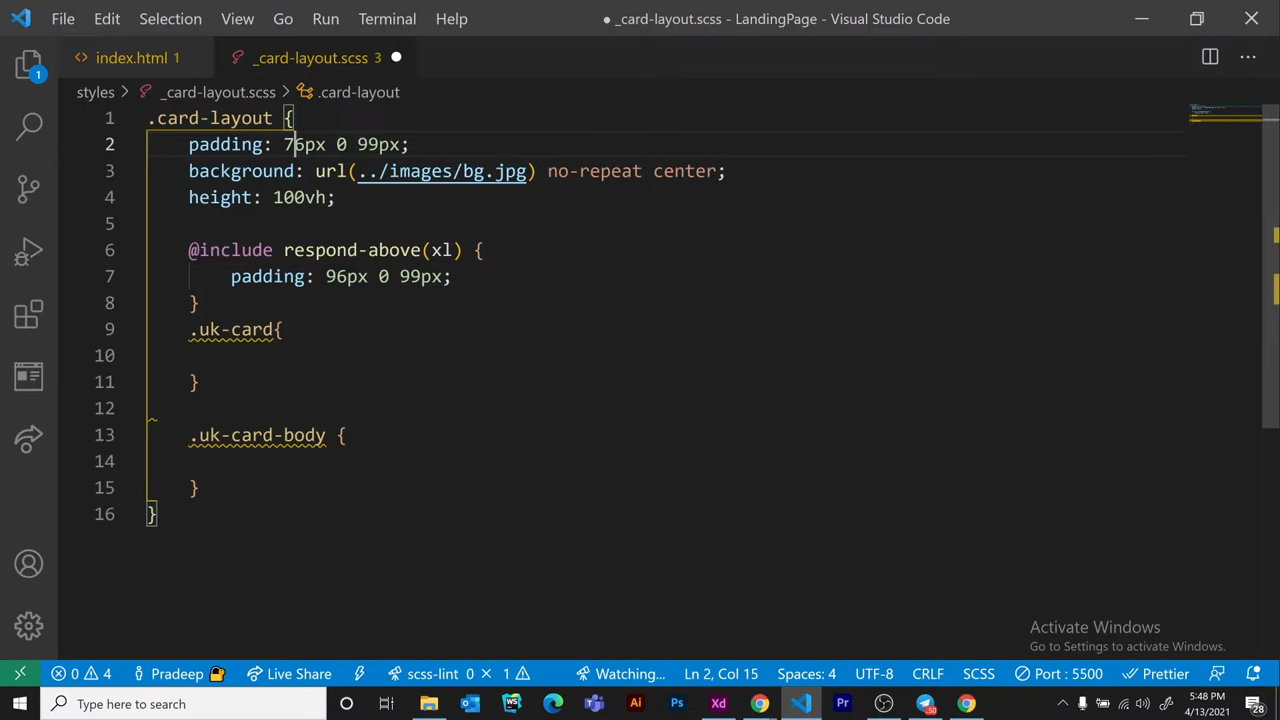 File Edit Selection View Go Run Terminal Help
● _card-layout.scss - LandingPage - Visual Studio Code
index.html 1
_card-layout.scss 3
styles > _card-layout.scss > .card-layout
1 .card-layout {
2 padding: 76px 0 99px;
3 background: url(../images/bg.jpg) no-repeat center;
4 height: 100vh;
5
6 @include respond-above(xl) {
7 padding: 96px 0 99px;
8 }
9 .uk-card{
10
11 }
12
13 .uk-card-body {
14
15 }
16 }
1
Activate Windows
Go to Settings to activate Windows.
0 4 Pradeep Live Share scss-lint 0 × 1 Watching... Ln 2, Col 15 Spaces: 4 UTF-8 CRLF SCSS Port : 5500 Prettier
Type here to search
W S
Ai
Ps
Xd
Pr
50
5:48 PM
4/13/2021
28